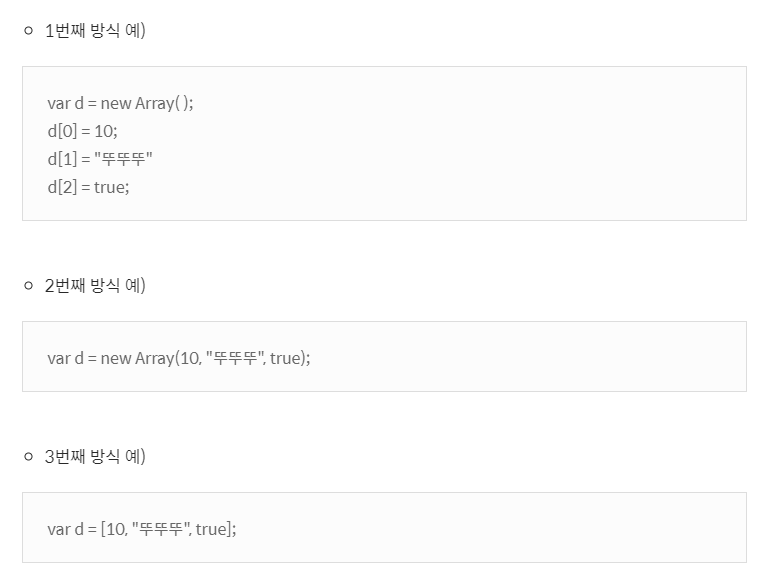 1번째 방식 예)
var d = new Array( );
d[0] = 10;
d[1] = "뚜뚜뚜"
d[2] = true;
2번째 방식 예)
var d = new Array(10, "뚜뚜뚜", true);
3번째 방식 예)
var d = [10, "뚜뚜뚜", true];